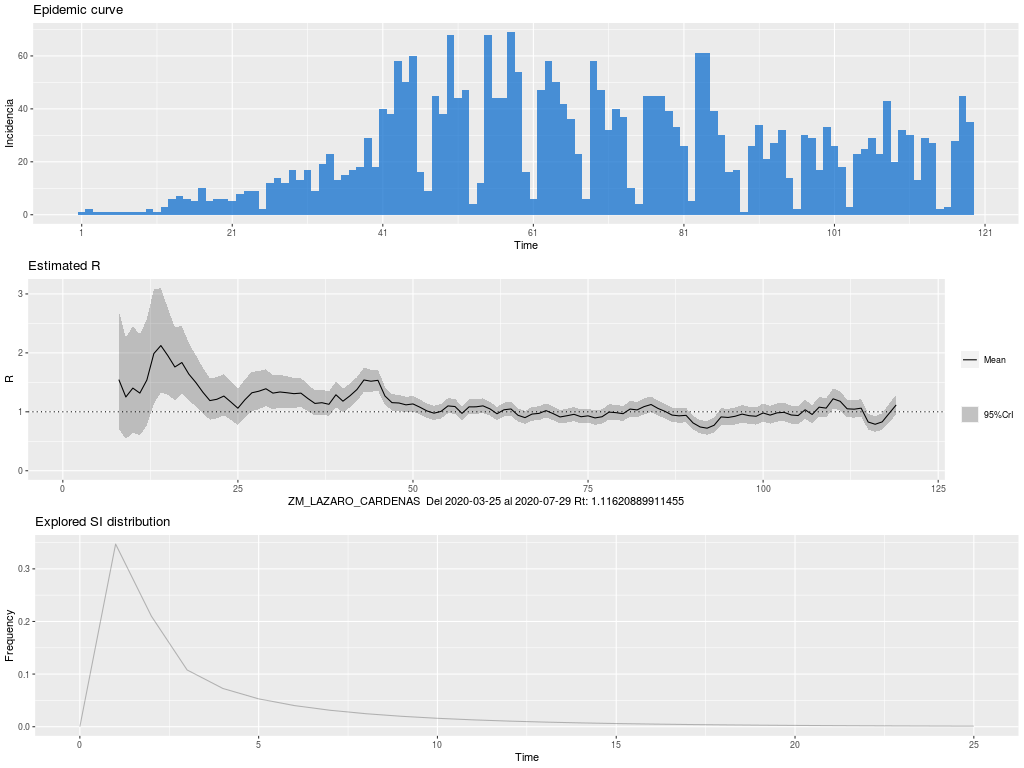 Epidemic curve
Incidencia
60
40
20
0
1 21 41 61 81 101 121
Time
Estimated R
R
3
2
1
0
Mean
95%CrI
0 25 50 75 100 125
ZM_LAZARO_CARDENAS Del 2020-03-25 al 2020-07-29 Rt: 1.11620889911455
Explored SI distribution
Frequency
0.3
0.2
0.1
0.0
0 5 10 15 20 25
Time